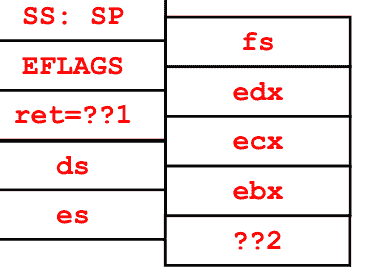 SS: SP
EFLAGS
ret=??1
ds
es
fs
edx
ecx
ebx
??2